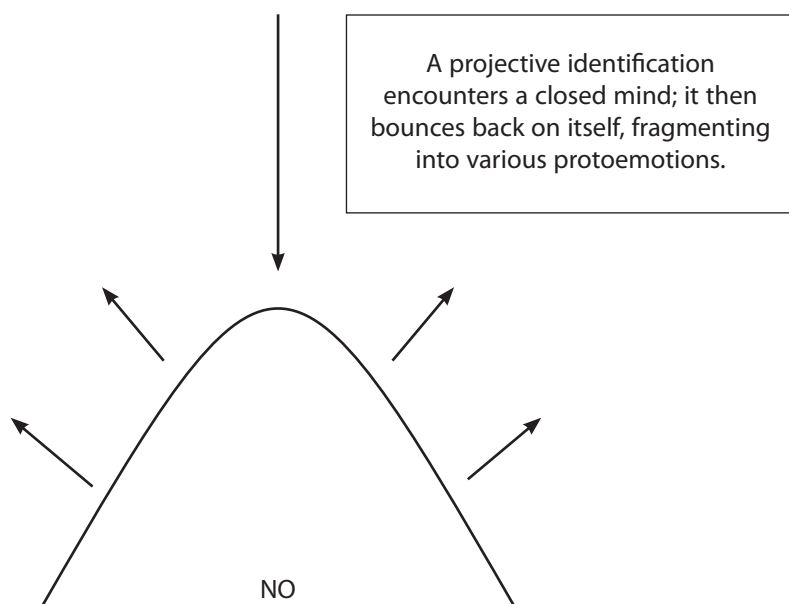 A projective identification
encounters a closed mind; it then
bounces back on itself, fragmenting
into various protoemotions.
NO